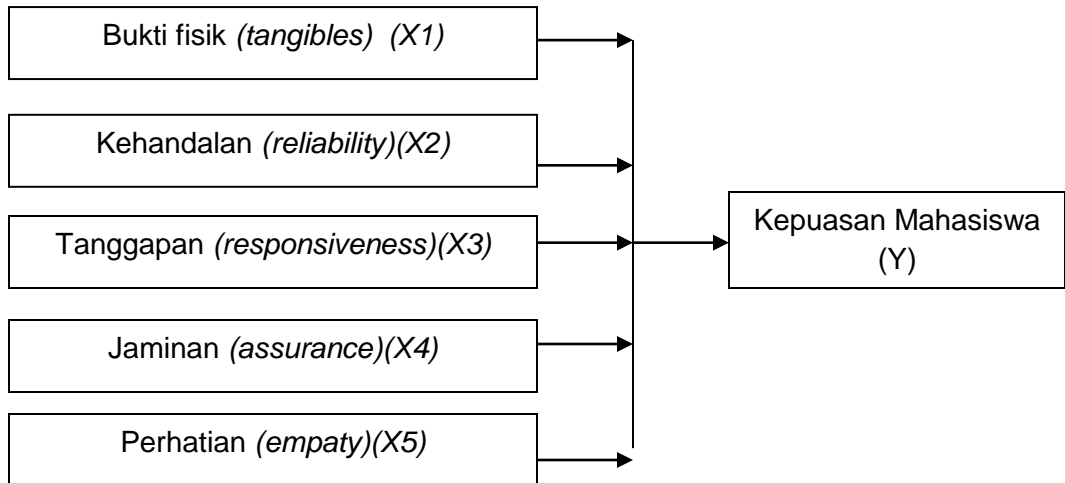 Bukti fisik (tangibles) (X1)
Kehandalan (reliability)(X2)
Tanggapan (responsiveness)(X3)
Jaminan (assurance)(X4)
Perhatian (empaty)(X5)
Kepuasan Mahasiswa
(Y)